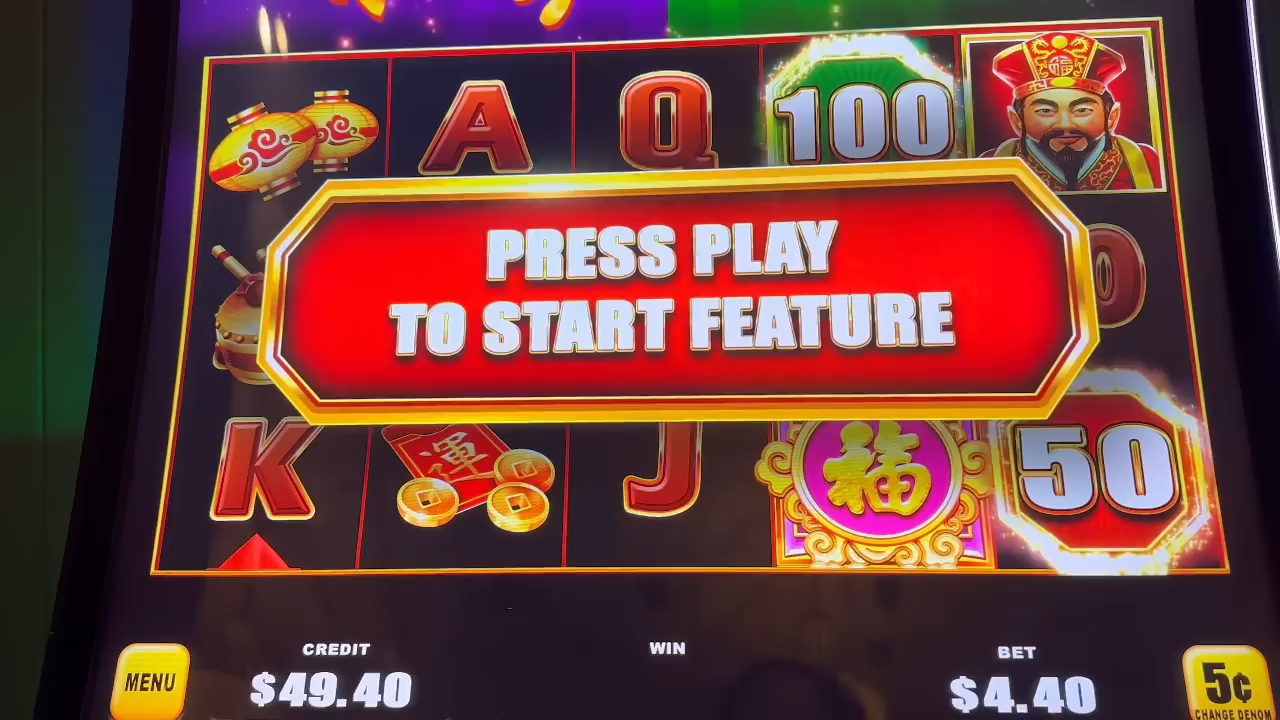 A Q 100
福
PRESS PLAY
TO START FEATURE
K 運 J 福 50
CREDIT WIN BET
MENU $49.40 $4.40 5¢
CHANGE DENOM